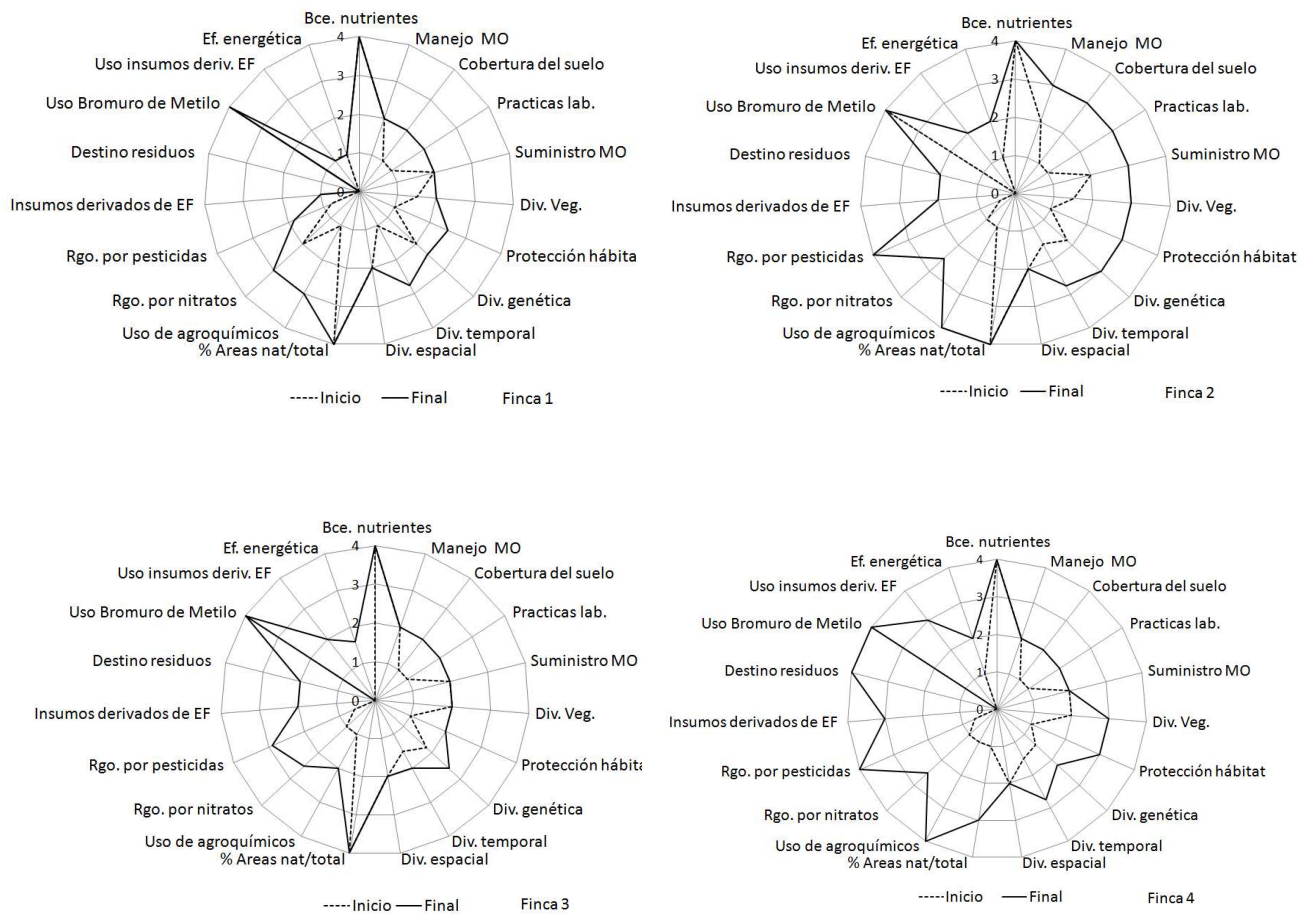 Bce. nutrientes
Ef. energética
Manejo MO
Uso insumos deriv. EF
Cobertura del suelo
Uso Bromuro de Metilo
Practicas lab.
Destino residuos
Suministro MO
Insumos derivados de EF
Div. Veg.
Rgo. por pesticidas
Protección hábita
Rgo. por nitratos
Div. genética
Uso de agroquímicos
Div. temporal
% Areas nat/total
Div. espacial
4
3
2
1
0
Inicio Final Finca 1
Bce. nutrientes
Ef. energética
Manejo MO
Uso insumos deriv. EF
Cobertura del suelo
Uso Bromuro de Metilo
Practicas lab.
Destino residuos
Suministro MO
Insumos derivados de EF
Div. Veg.
Rgo. por pesticidas
Protección hábitat
Rgo. por nitratos
Div. genética
Uso de agroquímicos
Div. temporal
% Areas nat/total
Div. espacial
4
3
2
1
0
Inicio Final Finca 2
Bce. nutrientes
Ef. energética
Manejo MO
Uso insumos deriv. EF
Cobertura del suelo
Uso Bromuro de Metilo
Practicas lab.
Destino residuos
Suministro MO
Insumos derivados de EF
Div. Veg.
Rgo. por pesticidas
Protección hábita
Rgo. por nitratos
Div. genética
Uso de agroquímicos
Div. temporal
% Areas nat/total
Div. espacial
4
3
2
1
0
Inicio Final Finca 3
Bce. nutrientes
Ef. energética
Manejo MO
Uso insumos deriv. EF
Cobertura del suelo
Uso Bromuro de Metilo
Practicas lab.
Destino residuos
Suministro MO
Insumos derivados de EF
Div. Veg.
Rgo. por pesticidas
Protección hábitat
Rgo. por nitratos
Div. genética
Uso de agroquímicos
Div. temporal
% Areas nat/total
Div. espacial
4
3
2
1
0
Inicio Final Finca 4